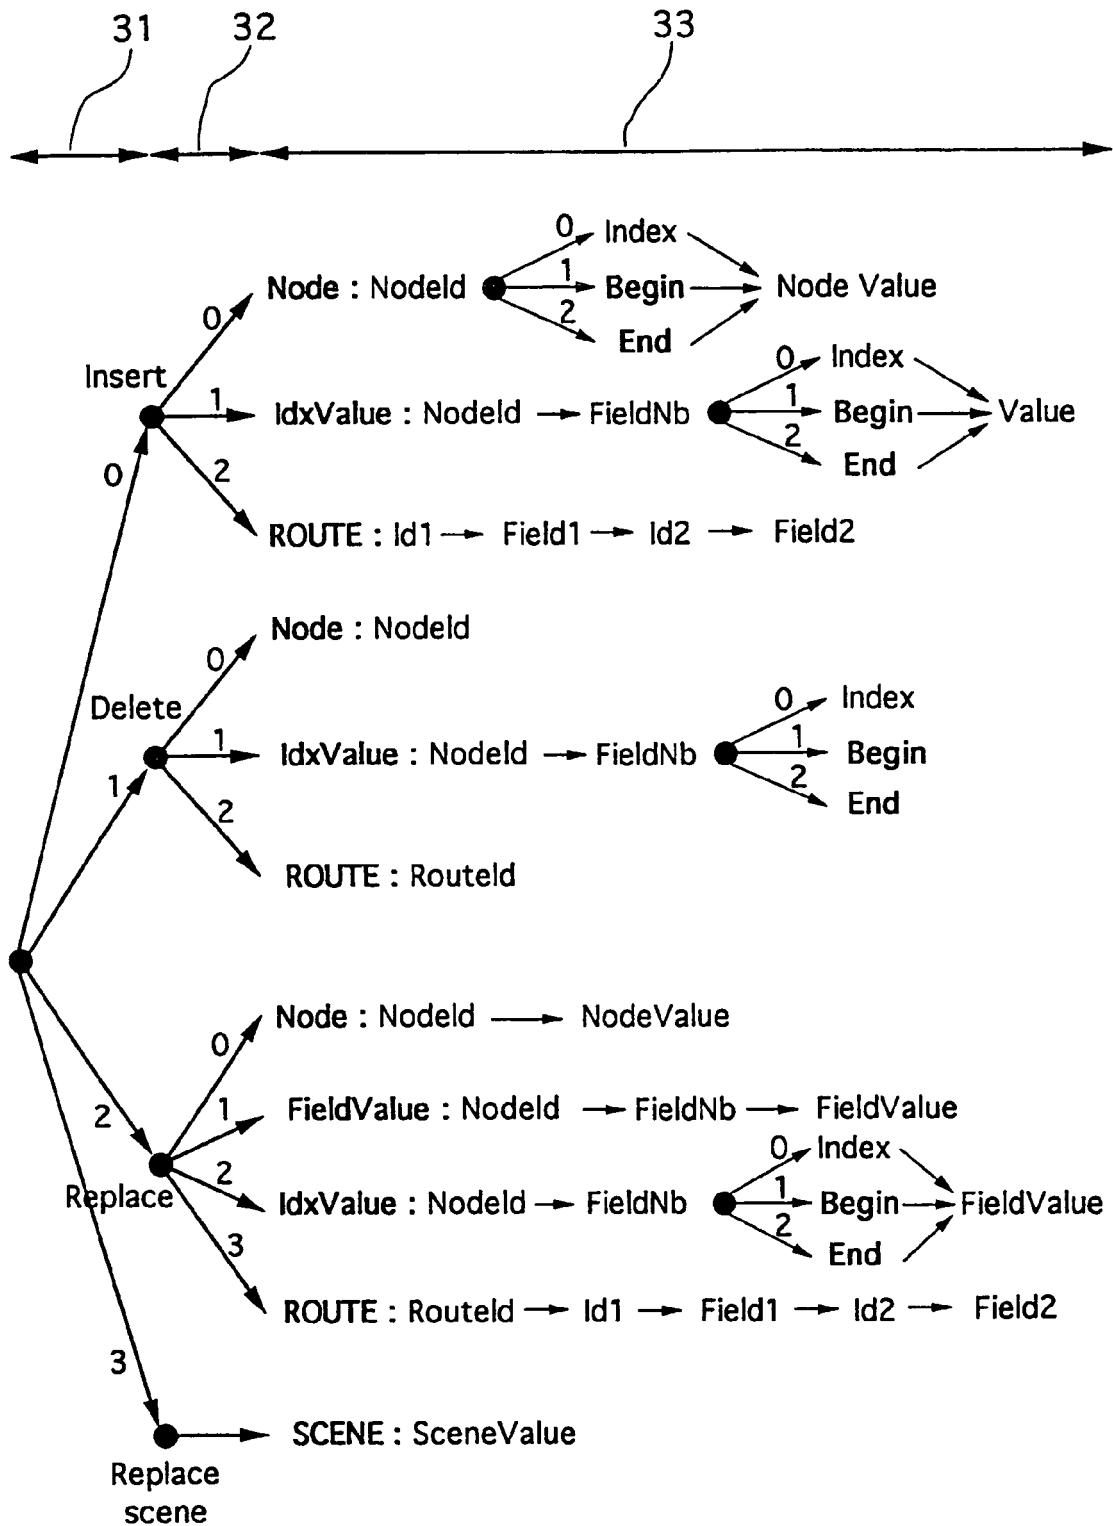 31 32 33
0 Index
Node : NodeId 1 Begin Node Value
0 2 End
Insert 0 Index
1 IdxValue : NodeId FieldNb 1 Begin Value
0 2 2 End
ROUTE : Id1 Field1 Id2 Field2
Node : NodeId
0
Delete 0 Index
1 IdxValue : NodeId FieldNb 1 Begin
1 2 2 End
ROUTE : RouteId
Node : NodeId NodeValue
0
2 1 FieldValue : NodeId FieldNb FieldValue
0 Index
Replace 2 IdxValue : NodeId FieldNb 1 Begin FieldValue
3 2 End
ROUTE : RouteId Id1 Field1 Id2 Field2
3
SCENE : SceneValue
Replace
scene